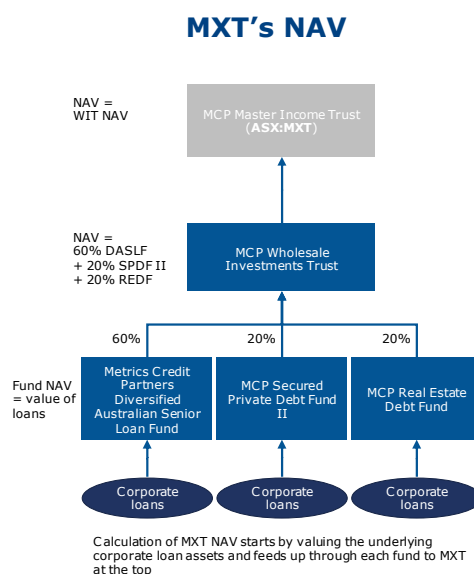 MXT's NAV
NAV =
WIT NAV
MCP Master Income Trust
(ASX:MXT)
NAV =
60% DASLF
+ 20% SPDF II
+ 20% REDF
MCP Wholesale
Investments Trust
60%
20%
20%
Fund NAV
= value of
loans
Metrics Credit
Partners
Diversified
Australian Senior
Loan Fund
MCP Secured
Private Debt Fund
II
MCP Real Estate
Debt Fund
Corporate
loans
Corporate
loans
Corporate
loans
Calculation of MXT NAV starts by valuing the underlying
corporate loan assets and feeds up through each fund to MXT
at the top